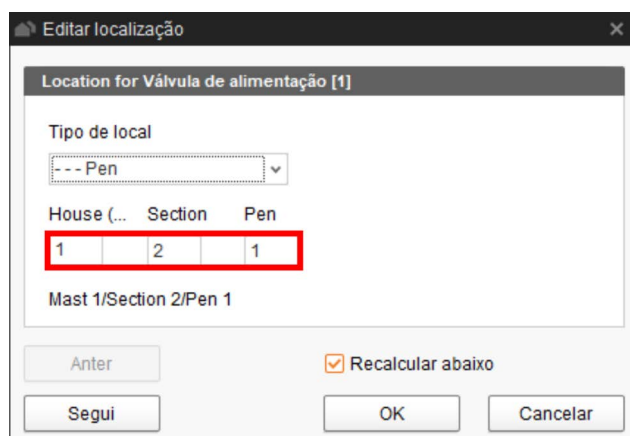 Editar localização
Location for Válvula de alimentação [1]
Tipo de local
--- Pen
House (... Section Pen
1 2 1
Mast 1/Section 2/Pen 1
Anter Recalcular abaixo
Segui OK Cancelar